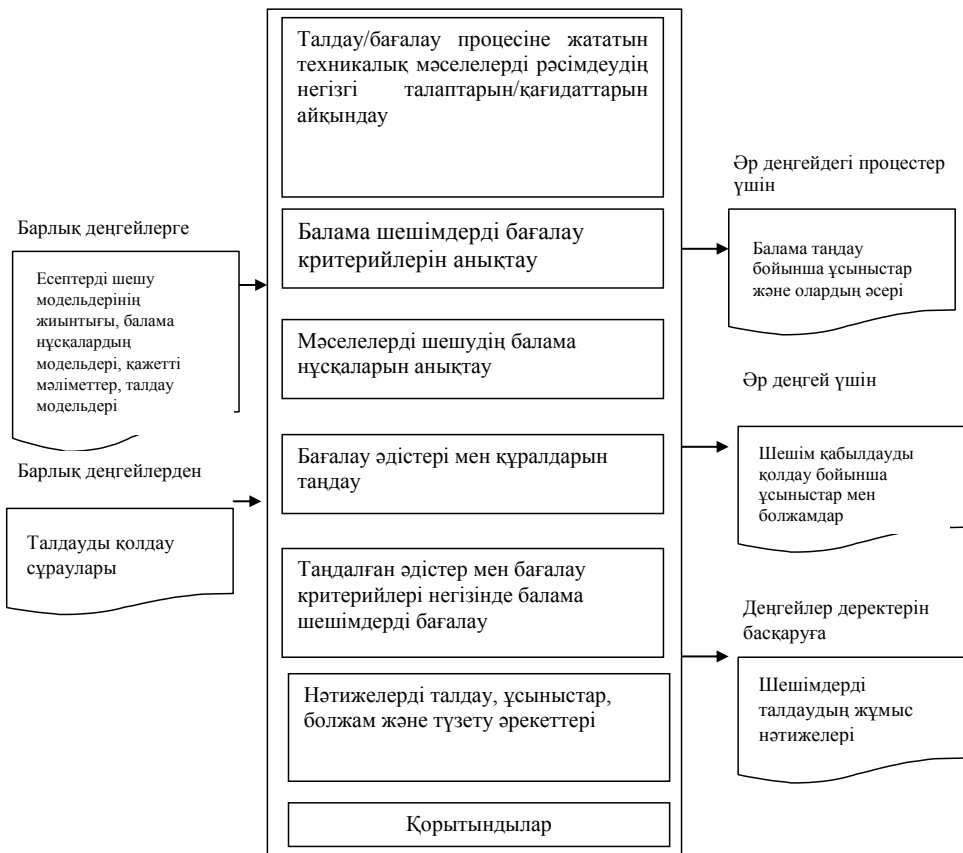 Барлық деңгейлерге
Есептерді шешу
модельдерінің
жиынтығы, балама
нұсқалардың
модельдері, қажетті
мәліметтер, талдау
модельдері
Барлық деңгейлерден
Талдауды қолдау
сұраулары
Талдау/бағалау процесіне жататын
техникалық мәселелерді рәсімдеудің
негізгі талаптарын/қағидаттарын
айқындау
Балама шешімдерді бағалау
критерийлерін анықтау
Мәселелерді шешудің балама
нұсқаларын анықтау
Бағалау әдістері мен құралдарын
таңдау
Таңдалған әдістер мен бағалау
критерийлері негізінде балама
шешімдерді бағалау
Нәтижелерді талдау, ұсыныстар,
болжам және түзету әрекеттері
Қорытындылар
Әр деңгейдегі процестер
үшін
Балама таңдау
бойынша ұсыныстар
және олардың әсері
Әр деңгей үшін
Шешім қабылдауды
қолдау бойынша
ұсыныстар мен
болжамдар
Деңгейлер деректерін
басқаруға
Шешімдерді
талдаудың жұмыс
нәтижелері